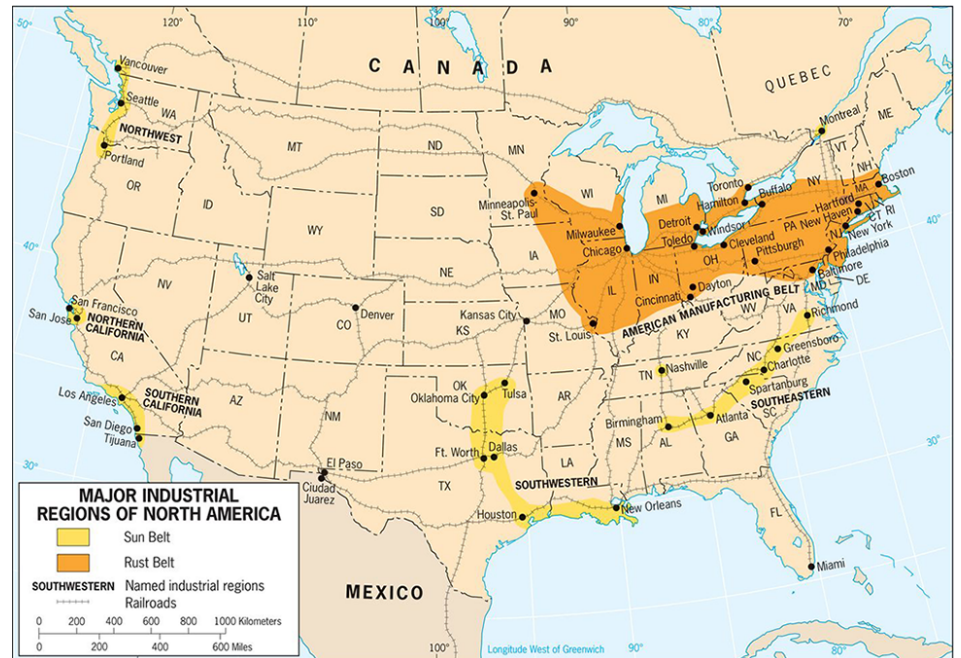 50°
120°
110°
100°
90°
80°
70°
CANADA
QUEBEC
Vancouver
Seattle
WA
NORTHWEST
Portland
OR
MT
ND
MN
ID
SD
WY
Minneapolis-
St. Paul
WI
MI
Montreal
ME
VT
NH
Toronto
Hamilton
Buffalo
NY
MA
Boston
Hartford
New Haven
CT
RI
Milwaukee
Chicago
Detroit
Windsor
Toledo
Cleveland
PA
Pittsburgh
NJ
New York
Philadelphia
Baltimore
MD
DE
40°
40°
IA
NE
IL
IN
OH
Dayton
Cincinnati
AMERICAN MANUFACTURING BELT
WV
VA
Richmond
NV
Salt
Lake
City
UT
Denver
CO
Kansas City
KS
MO
St. Louis
KY
San Francisco
San Jose
NORTHERN
CALIFORNIA
CA
Greensboro
NC
Charlotte
Spartanburg
SOUTHEASTERN
TN
Nashville
Los Angeles
SOUTHERN
CALIFORNIA
San Diego
Tijuana
AZ
NM
OK
Oklahoma City
Tulsa
AR
Birmingham
Atlanta
SC
MS
AL
GA
Ft. Worth
Dallas
LA
TX
El Paso
Ciudad
Juarez
SOUTHWESTERN
Houston
New Orleans
FL
Miami
30°
30°
MEXICO
100°
90°
80°
Longitude West of Greenwich
MAJOR INDUSTRIAL
REGIONS OF NORTH AMERICA
Sun Belt
Rust Belt
SOUTHWESTERN Named industrial regions
Railroads
0 200 400 600 800 1000 Kilometers
0 200 400 600 Miles